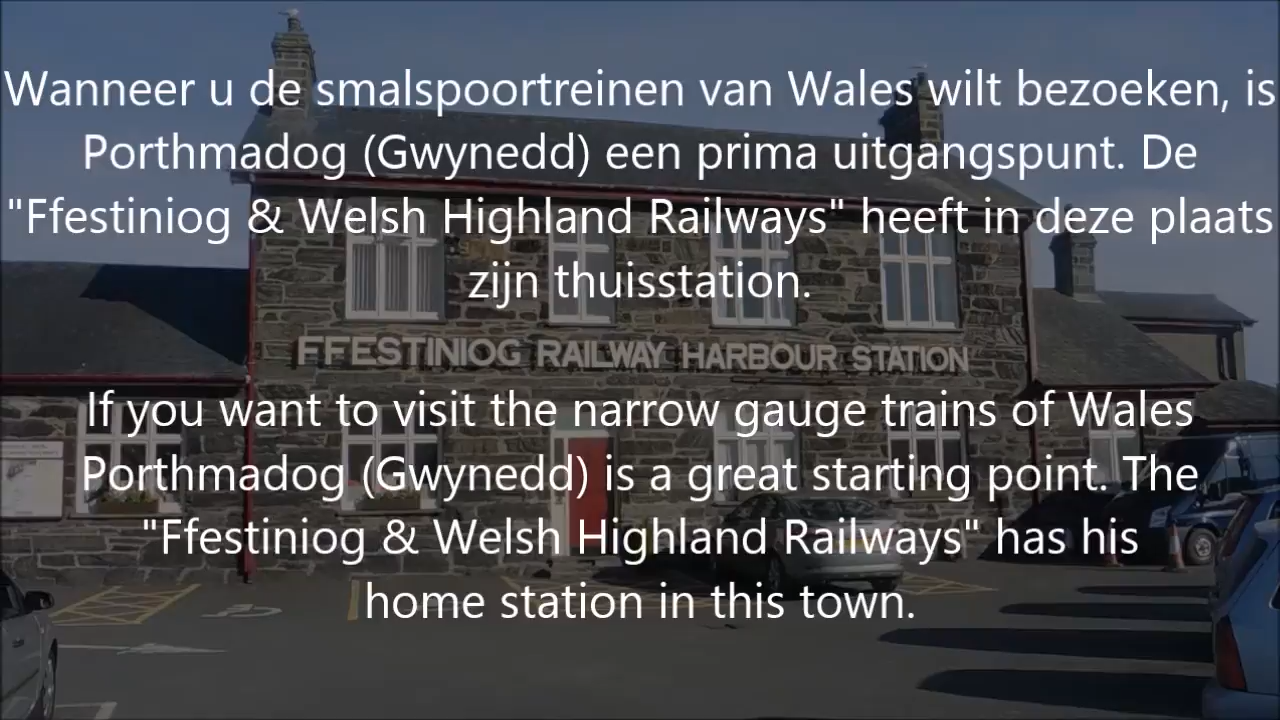 Wanneer u de smalspoortreinen van Wales wilt bezoeken, is
Porthmadog (Gwynedd) een prima uitgangspunt. De
"Ffestiniog & Welsh Highland Railways" heeft in deze plaats
zijn thuisstation.
FFESTINIOG RAILWAY HARBOUR STATION
If you want to visit the narrow gauge trains of Wales
Porthmadog (Gwynedd) is a great starting point. The
"Ffestiniog & Welsh Highland Railways" has his
home station in this town.